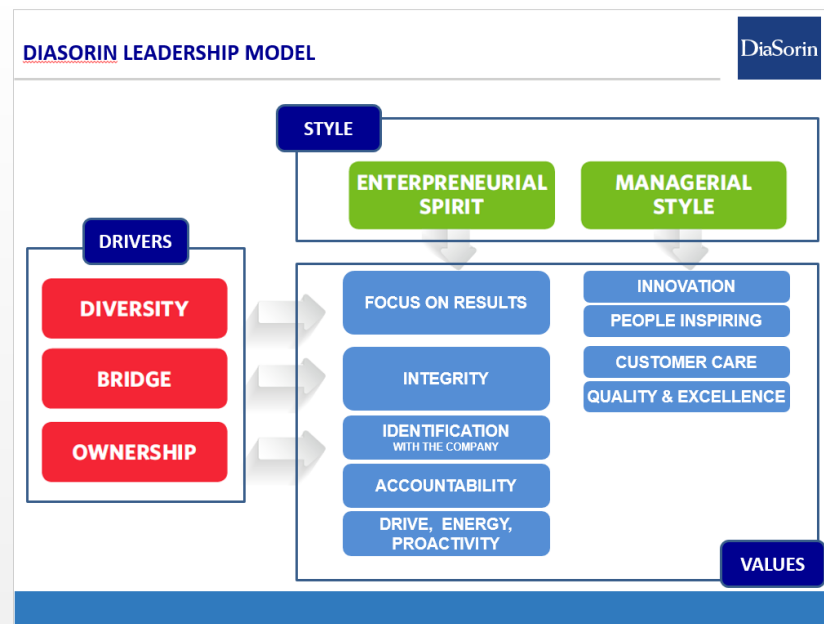 DIASORIN LEADERSHIP MODEL
DiaSorin
STYLE
ENTERPRENEURIAL
SPIRIT
MANAGERIAL
STYLE
DRIVERS
DIVERSITY
BRIDGE
OWNERSHIP
FOCUS ON RESULTS
INTEGRITY
IDENTIFICATION
WITH THE COMPANY
ACCOUNTABILITY
DRIVE, ENERGY,
PROACTIVITY
INNOVATION
PEOPLE INSPIRING
CUSTOMER CARE
QUALITY & EXCELLENCE
VALUES